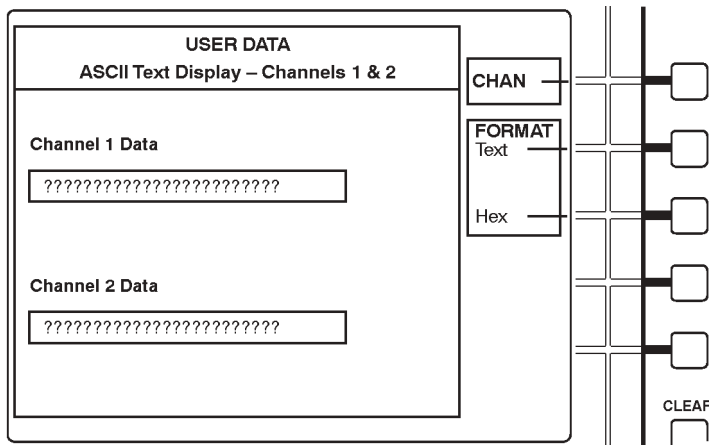 USER DATA
ASCII Text Display – Channels 1 & 2
Channel 1 Data
????????????????????????
Channel 2 Data
????????????????????????
CHAN
FORMAT
Text
Hex